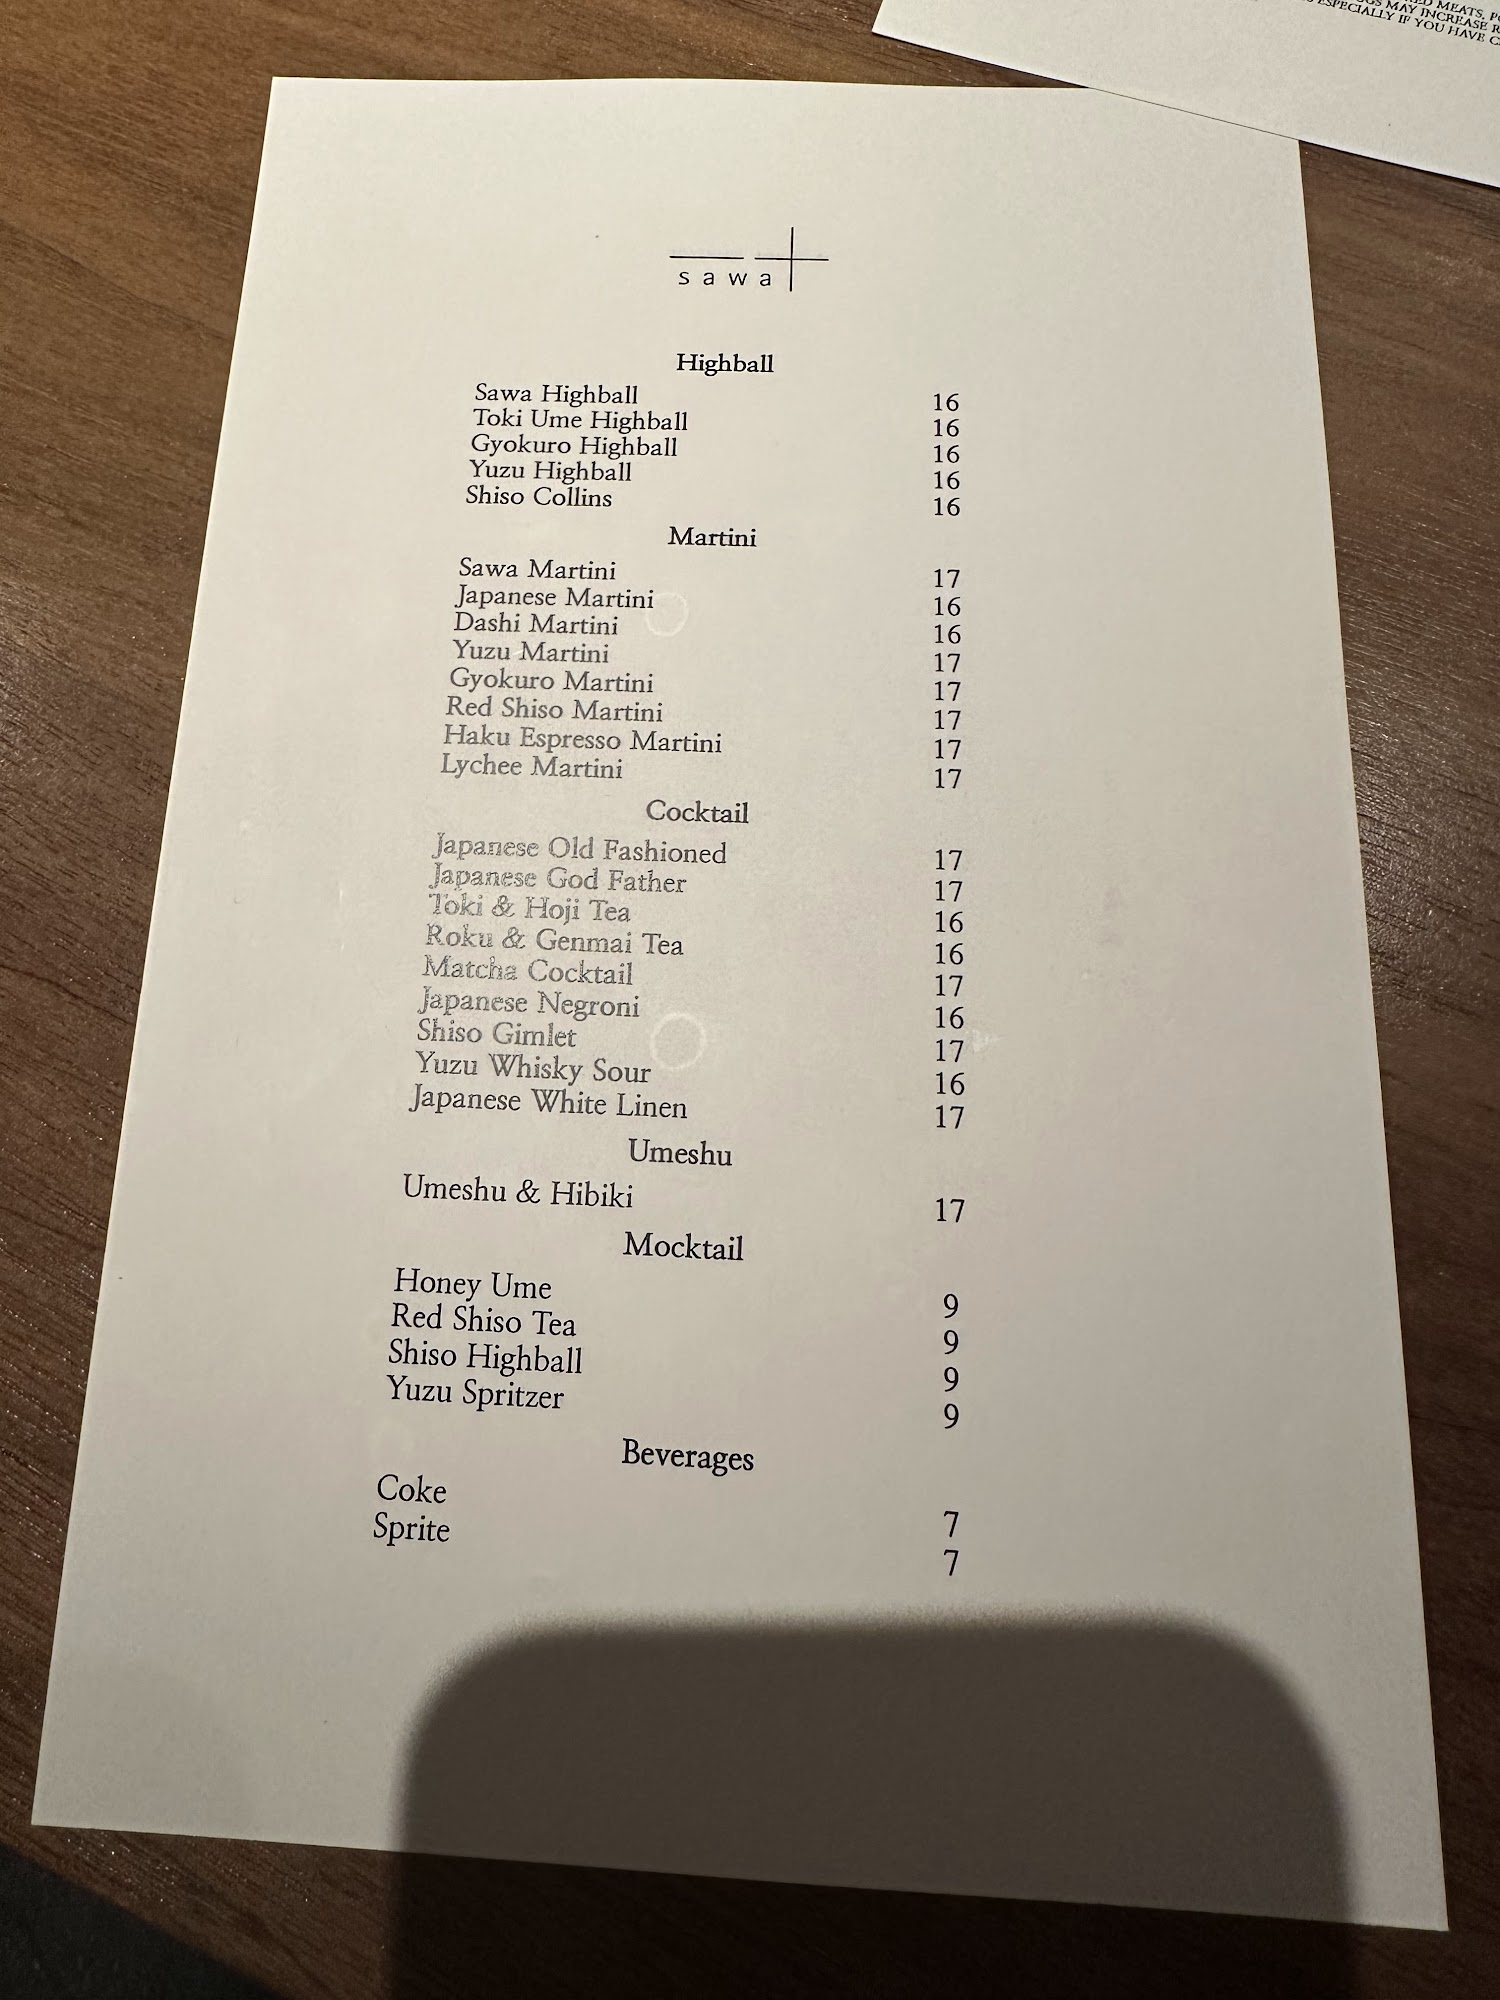 ED MEATS, PO
GS MAY INCREASE R
ESPECIALLY IF YOU HAVE C
sawa
Highball
Sawa Highball 16
Toki Ume Highball 16
Gyokuro Highball 16
Yuzu Highball 16
Shiso Collins 16
Martini
Sawa Martini 17
Japanese Martini 16
Dashi Martini 16
Yuzu Martini 17
Gyokuro Martini 17
Red Shiso Martini 17
Haku Espresso Martini 17
Lychee Martini 17
Cocktail
Japanese Old Fashioned 17
Japanese God Father 17
Toki & Hoji Tea 16
Roku & Genmai Tea 16
Matcha Cocktail 17
Japanese Negroni 16
Shiso Gimlet 17
Yuzu Whisky Sour 16
Japanese White Linen 17
Umeshu
Umeshu & Hibiki 17
Mocktail
Honey Ume 9
Red Shiso Tea 9
Shiso Highball 9
Yuzu Spritzer 9
Beverages
Coke 7
Sprite 7